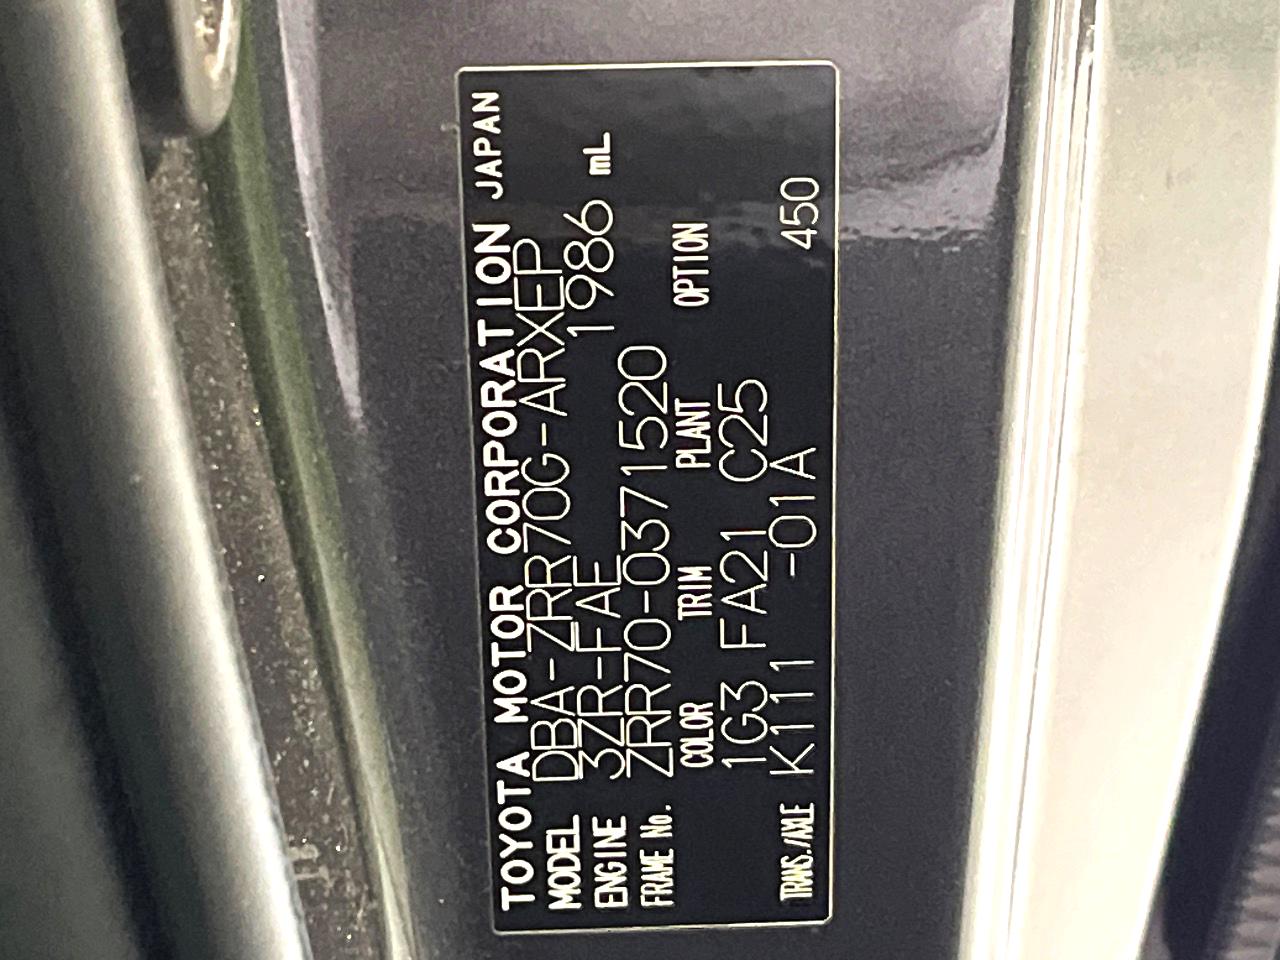 TOYOTA MOTOR CORPORATION JAPAN
MODEL DBA-ZRR70G-ARXEP
ENGINE 3ZR-FAE 1986 mL
FRAME No. ZRR70-0371520
COLOR TRIM PLANT OPTION
1G3 FA21 C25
TRANS./AXLE K111 -01A 450